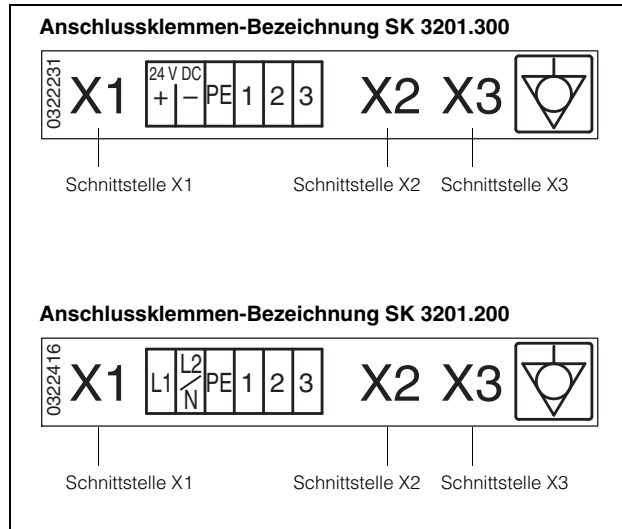 Anschlussklemmen-Bezeichnung SK 3201.300
0322231
X1 24 V DC + − PE 1 2 3 X2 X3
Schnittstelle X1 Schnittstelle X2 Schnittstelle X3
Anschlussklemmen-Bezeichnung SK 3201.200
0322416
X1 L1 L2/N PE 1 2 3 X2 X3
Schnittstelle X1 Schnittstelle X2 Schnittstelle X3